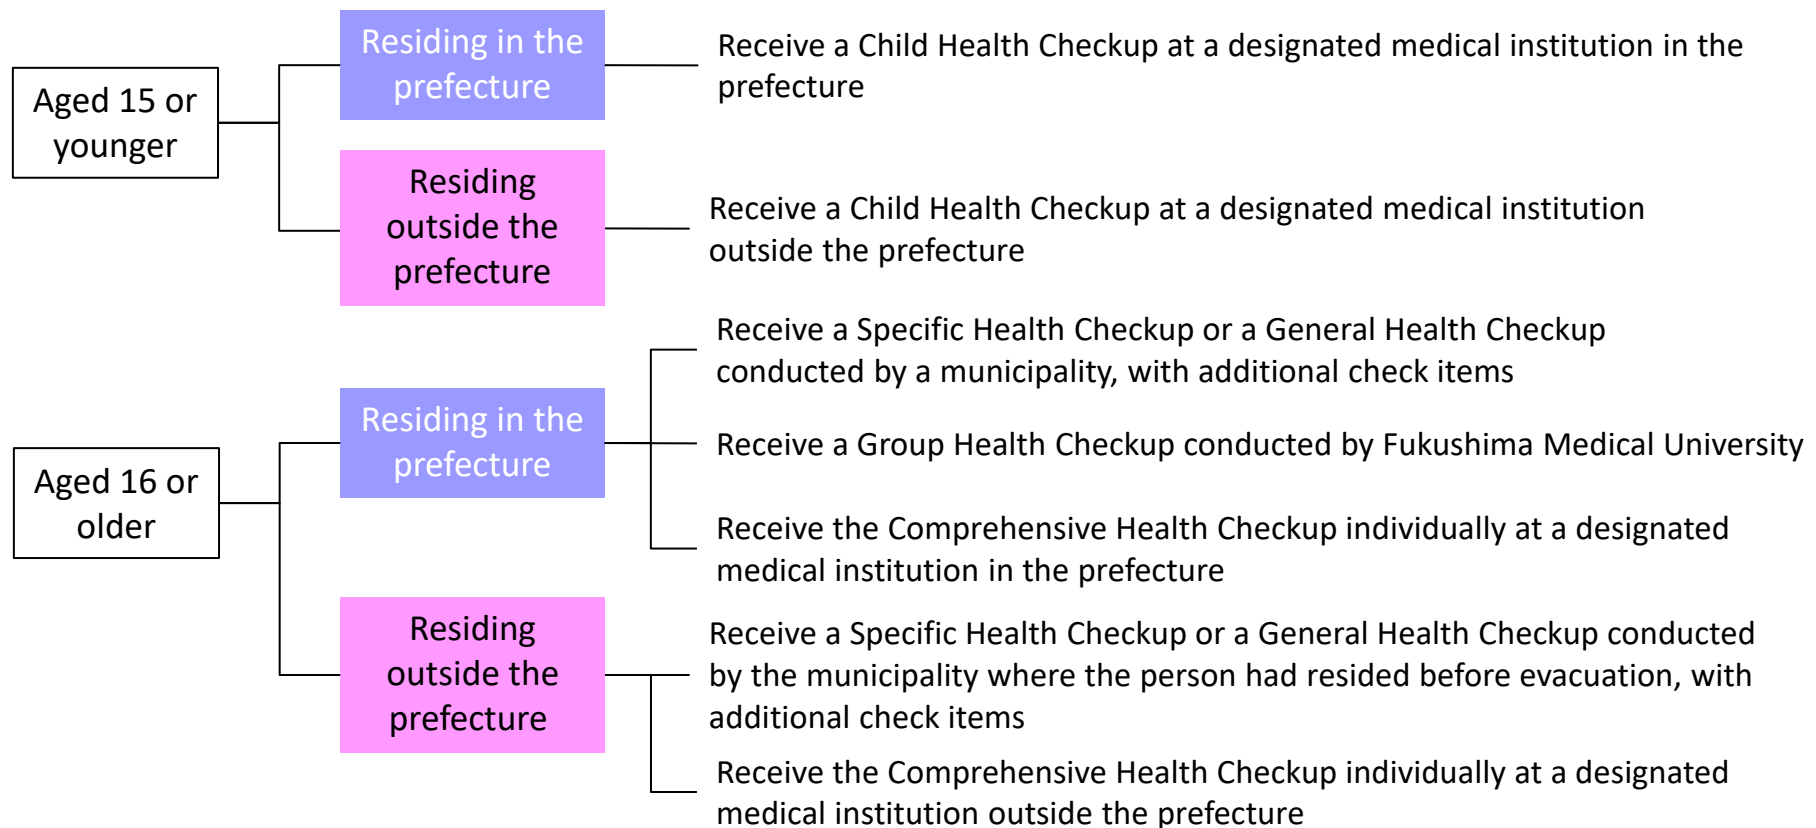 Aged 15 or
younger
Residing in the
prefecture
Receive a Child Health Checkup at a designated medical institution in the
prefecture
Residing
outside the
prefecture
Receive a Child Health Checkup at a designated medical institution
outside the prefecture
Aged 16 or
older
Residing in the
prefecture
Receive a Specific Health Checkup or a General Health Checkup
conducted by a municipality, with additional check items
Receive a Group Health Checkup conducted by Fukushima Medical University
Receive the Comprehensive Health Checkup individually at a designated
medical institution in the prefecture
Residing
outside the
prefecture
Receive a Specific Health Checkup or a General Health Checkup conducted
by the municipality where the person had resided before evacuation, with
additional check items
Receive the Comprehensive Health Checkup individually at a designated
medical institution outside the prefecture